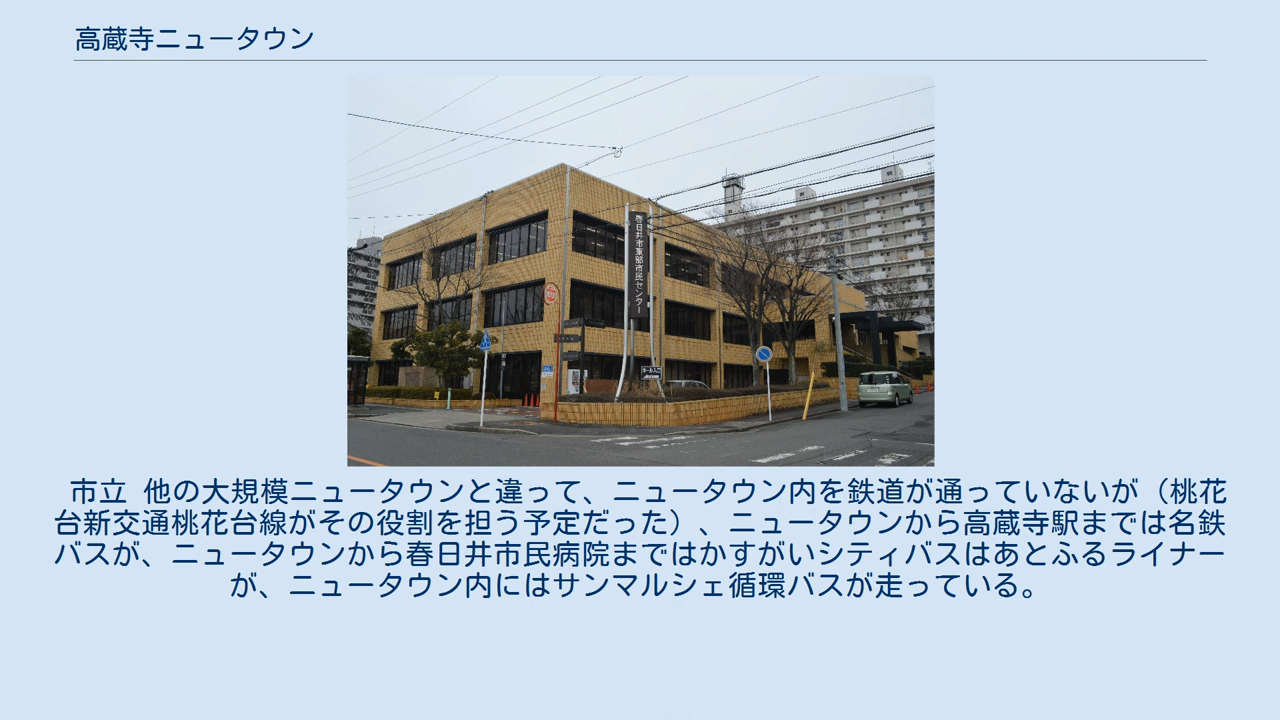 高蔵寺ニュータウン
春日井市東部市民センター
ホール入口
市立 他の大規模ニュータウンと違って、ニュータウン内を鉄道が通っていないが（桃花
台新交通桃花台線がその役割を担う予定だった）、ニュータウンから高蔵寺駅までは名鉄
バスが、ニュータウンから春日井市民病院まではかすがいシティバスはあとふるライナー
が、ニュータウン内にはサンマルシェ循環バスが走っている。